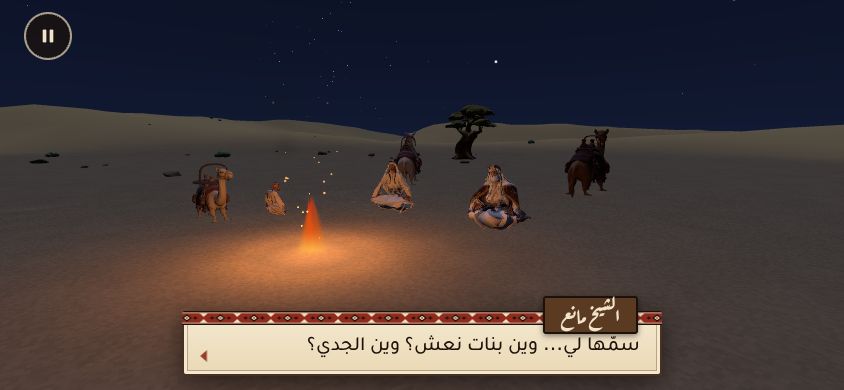 الشيخ مانع
سمّها لي... وين بنات نعش؟ وين الجدي؟